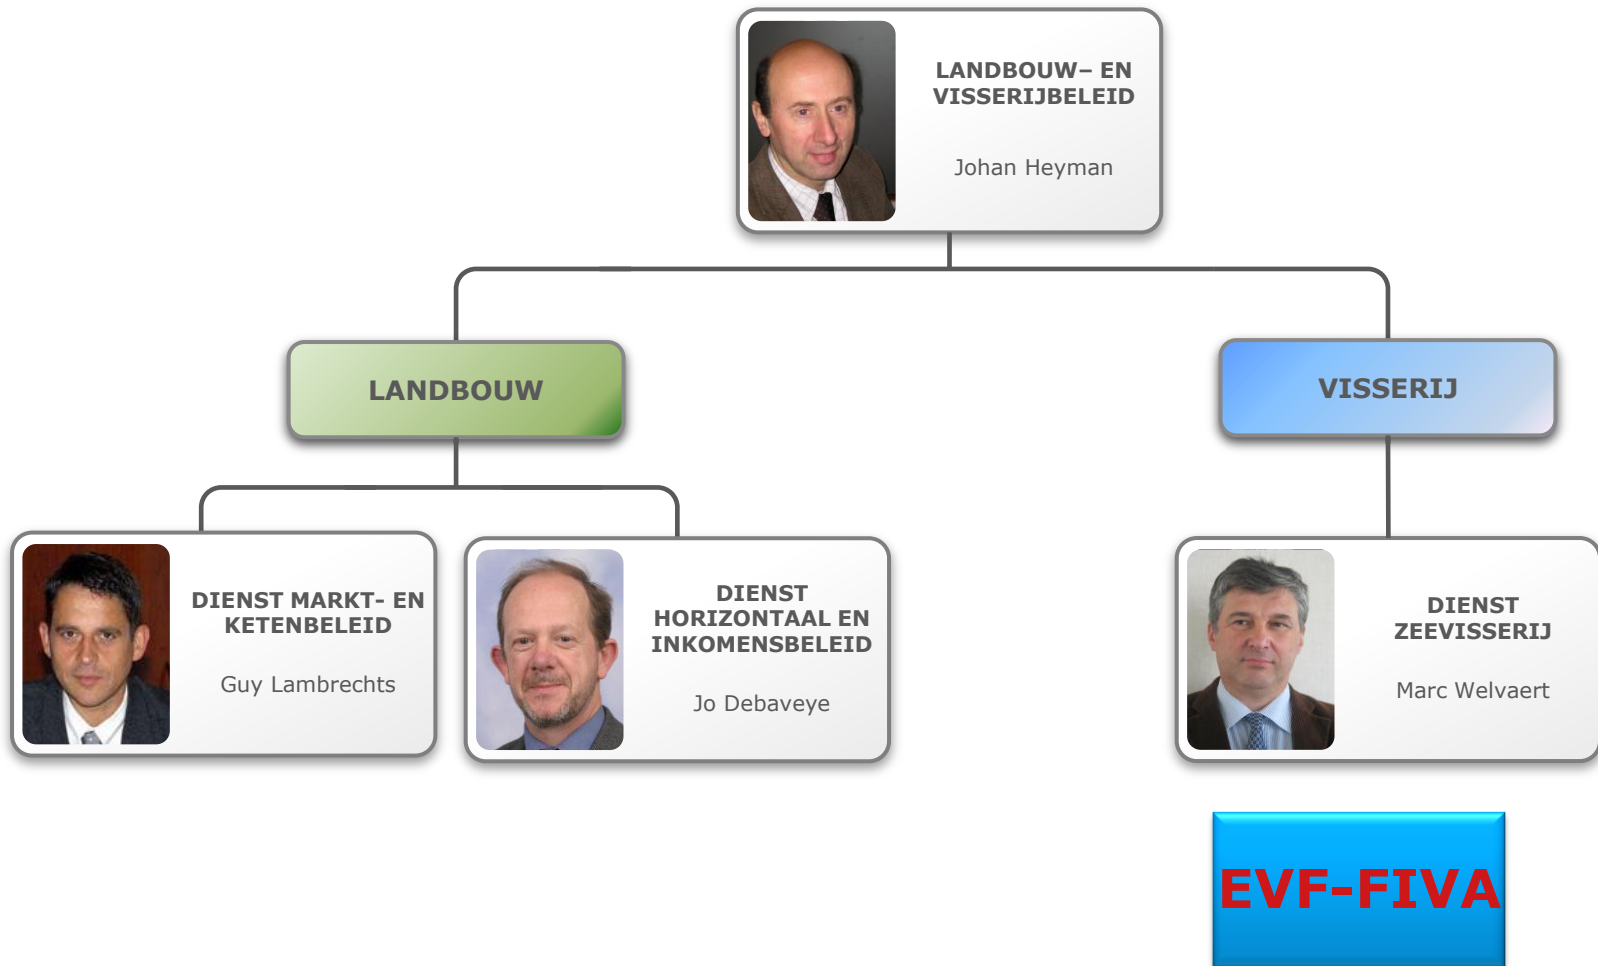 LANDBOUW– EN
VISSERIJBELEID
Johan Heyman
LANDBOUW
VISSERIJ
DIENST MARKT- EN
KETENBELEID
Guy Lambrechts
DIENST
HORIZONTAAL EN
INKOMENSBELEID
Jo Debaveye
DIENST
ZEEVISSERIJ
Marc Welvaert
EVF-FIVA